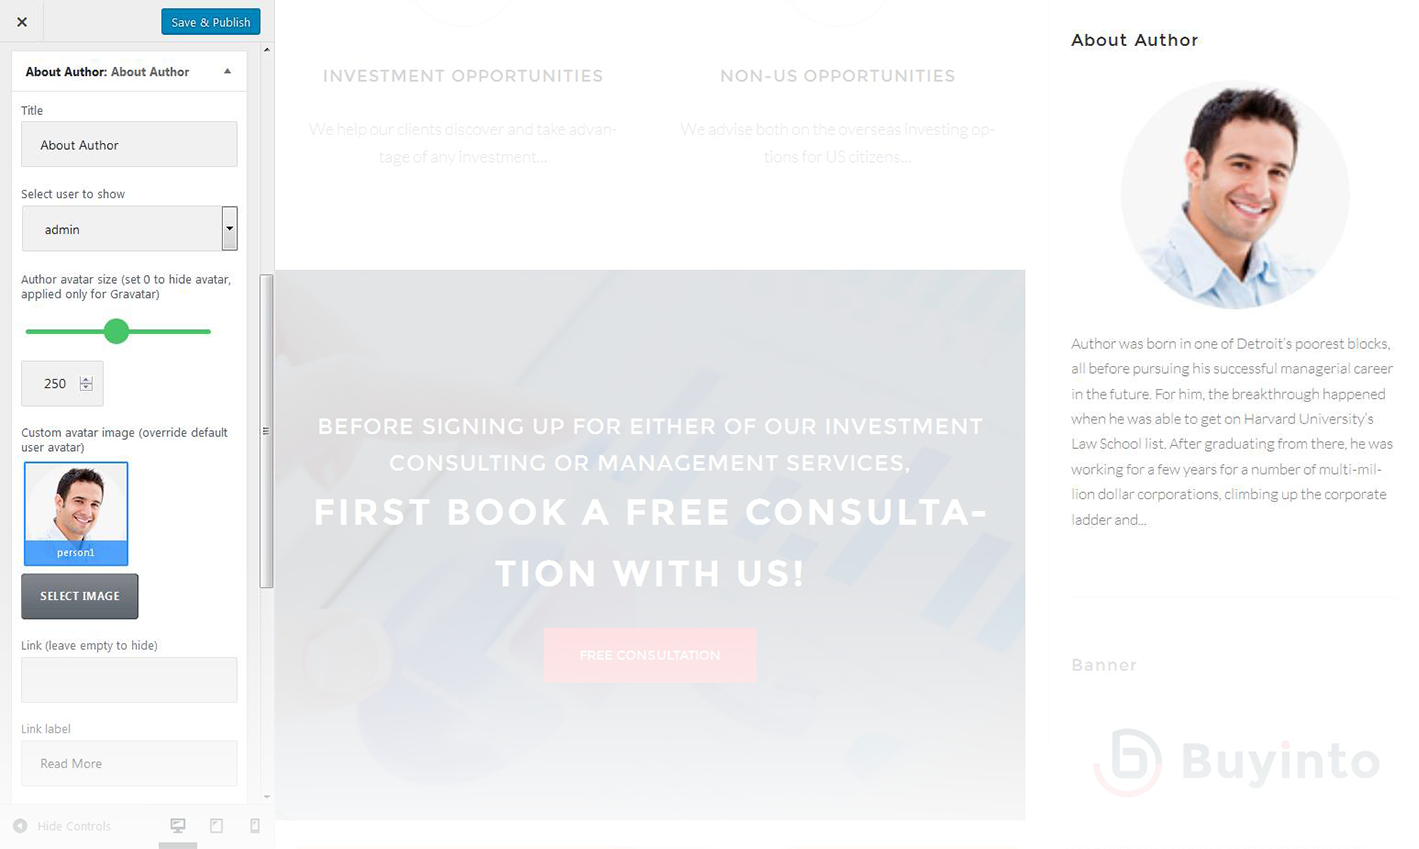 Save & Publish
About Author: About Author
Title
About Author
Select user to show
admin
Author avatar size (set 0 to hide avatar,
applied only for Gravatar)
250
Custom avatar image (override default
user avatar)
person1
SELECT IMAGE
Link (leave empty to hide)
Link label
Read More
Hide Controls
INVESTMENT OPPORTUNITIES
We help our clients discover and take advan-
tage of any investment...
NON-US OPPORTUNITIES
We advise both on the overseas investing op-
tions for US citizens...
BEFORE SIGNING UP FOR EITHER OF OUR INVESTMENT
CONSULTING OR MANAGEMENT SERVICES,
FIRST BOOK A FREE CONSULTA-
TION WITH US!
FREE CONSULTATION
About Author
Author was born in one of Detroit's poorest blocks,
all before pursuing his successful managerial career
in the future. For him, the breakthrough happened
when he was able to get on Harvard University's
Law School list. After graduating from there, he was
working for a few years for a number of multi-mil-
lion dollar corporations, climbing up the corporate
ladder and...
Banner
Buyinto